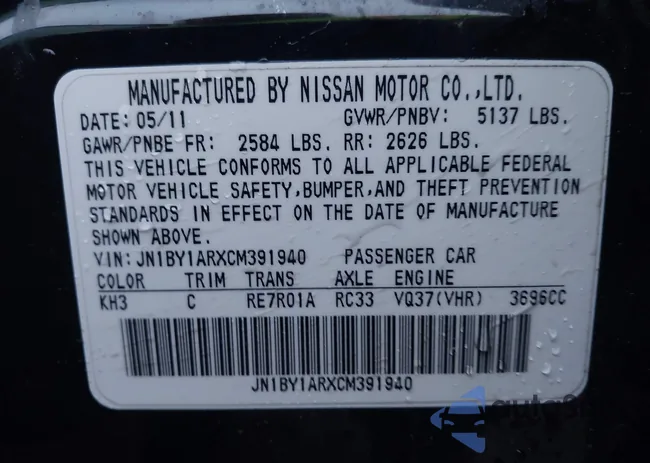 MANUFACTURED BY NISSAN MOTOR CO.,LTD.
DATE: 05/11 GVWR/PNBV: 5137 LBS.
GAWR/PNBE FR: 2584 LBS. RR: 2626 LBS.
THIS VEHICLE CONFORMS TO ALL APPLICABLE FEDERAL
MOTOR VEHICLE SAFETY,BUMPER,AND THEFT PREVENTION
STANDARDS IN EFFECT ON THE DATE OF MANUFACTURE
SHOWN ABOVE.
VIN: JN1BY1ARXCM391940 PASSENGER CAR
COLOR TRIM TRANS AXLE ENGINE
KH3 C RE7R01A RC33 VQ37(VHR) 3696CC
JN1BY1ARXCM391940